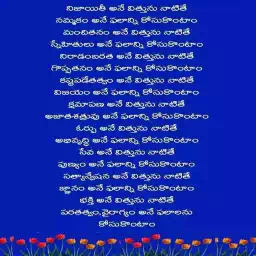 నిజాయితీ అనే విత్తును నాటితే
నమ్మకం అనే ఫలాన్ని కోసుకొంటాం
మంచితనం అనే విత్తును నాటితే
స్నేహితులు అనే ఫలాన్ని కోసుకొంటాం
నిరాడంబరత అనే విత్తును నాటితే
గొప్పతనం అనే ఫలాన్ని కోసుకొంటాం
కష్టపడేతత్వం అనే విత్తును నాటితే
విజయం అనే ఫలాన్ని కోసుకొంటాం
క్షమాపణ అనే విత్తును నాటితే
అజాతశత్రువు అనే ఫలాన్ని కోసుకొంటాం
ఓర్పు అనే విత్తును నాటితే
అభివృద్ధి అనే ఫలాన్ని కోసుకొంటాం
సేవ అనే విత్తును నాటితే
పుణ్యం అనే ఫలాన్ని కోసుకొంటాం
సత్యాన్వేషన అనే విత్తును నాటితే
జ్ఞానం అనే ఫలాన్ని కోసుకొంటాం
భక్తి అనే విత్తును నాటితే
పరతత్వం,వైరాగ్యం అనే ఫలాలను
కోసుకొంటాం